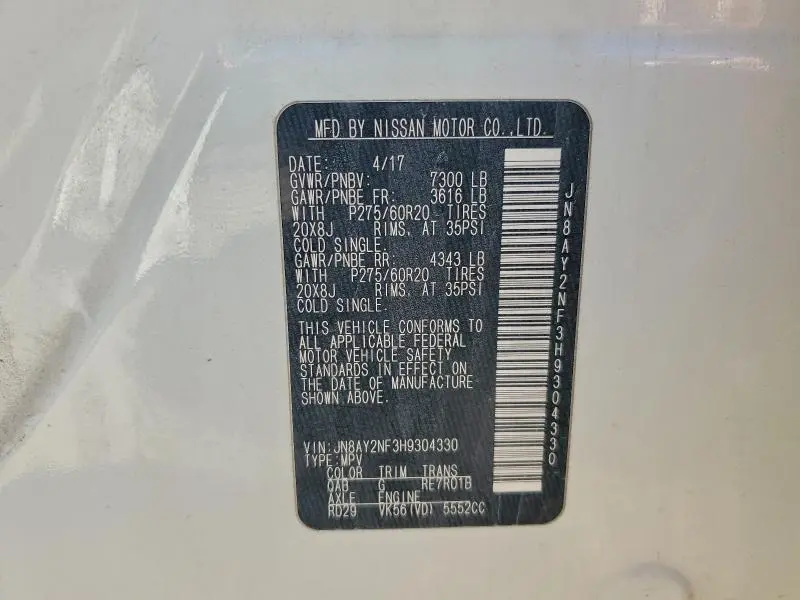 MFD BY NISSAN MOTOR CO.,LTD.
DATE: 4/17
GVWR/PNBV: 7300 LB
GAWR/PNBE FR: 3616 LB
WITH P275/60R20 TIRES
20X8J RIMS, AT 35PSI
COLD SINGLE.
GAWR/PNBE RR: 4343 LB
WITH P275/60R20 TIRES
20X8J RIMS, AT 35PSI
COLD SINGLE.
THIS VEHICLE CONFORMS TO
ALL APPLICABLE FEDERAL
MOTOR VEHICLE SAFETY
STANDARDS IN EFFECT ON
THE DATE OF MANUFACTURE
SHOWN ABOVE.
VIN: JN8AY2NF3H9304330
TYPE: MPV
COLOR TRIM TRANS
QAB G RE7R01B
AXLE ENGINE
RD29 VK56(VD) 5552CC
JN8AY2NF3H9304330